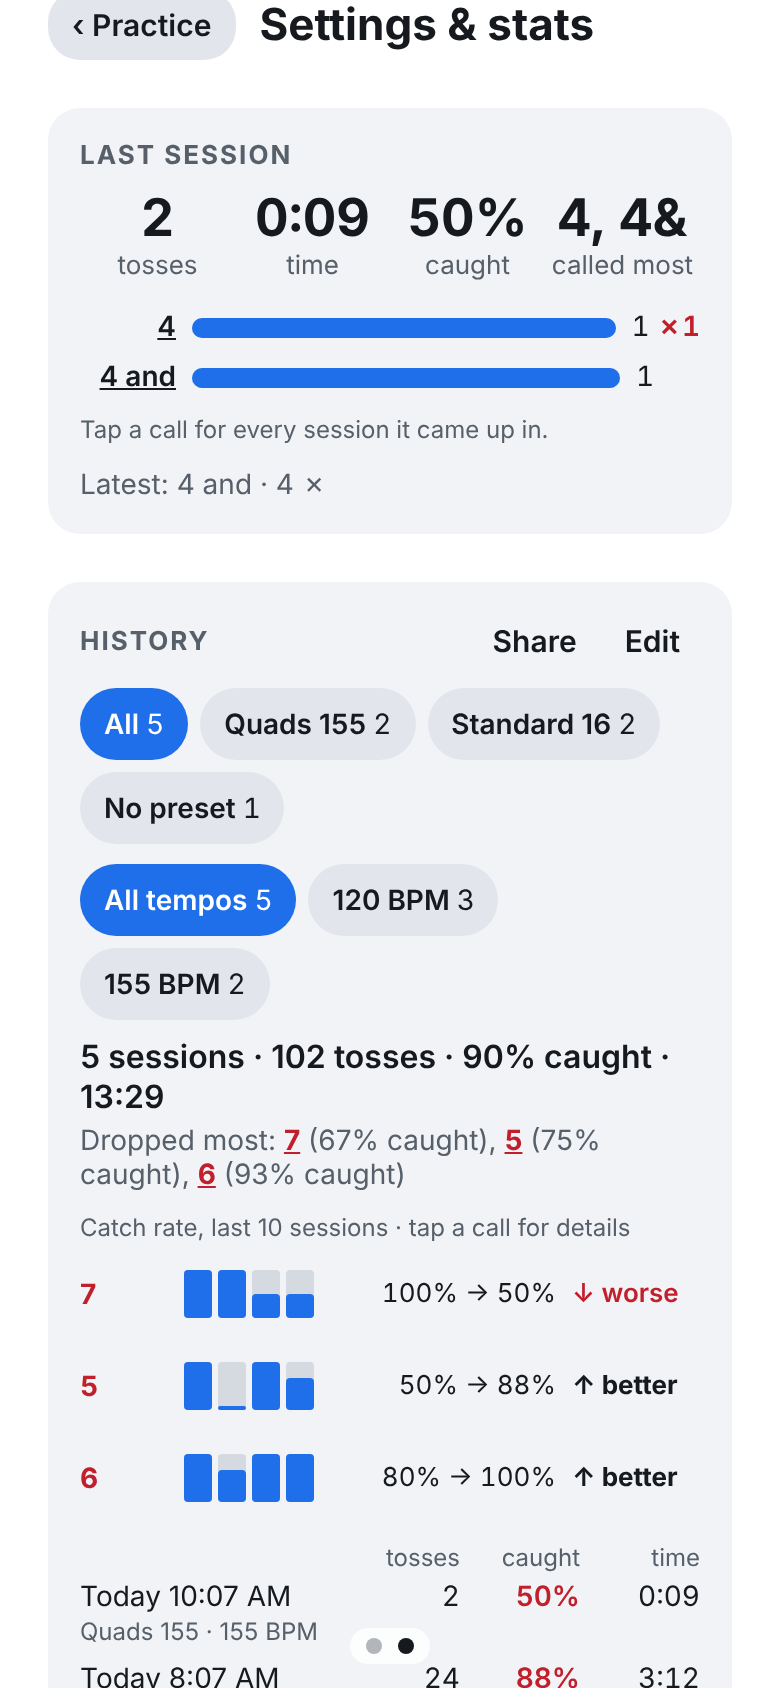 ‹ Practice Settings & stats
LAST SESSION
2 0:09 50% 4, 4&
tosses time caught called most
4 1 ×1
4 and 1
Tap a call for every session it came up in.
Latest: 4 and · 4 ×
HISTORY Share Edit
All 5 Quads 155 2 Standard 16 2
No preset 1
All tempos 5 120 BPM 3
155 BPM 2
5 sessions · 102 tosses · 90% caught ·
13:29
Dropped most: 7 (67% caught), 5 (75%
caught), 6 (93% caught)
Catch rate, last 10 sessions · tap a call for details
7 100% → 50% ↓ worse
5 50% → 88% ↑ better
6 80% → 100% ↑ better
tosses caught time
Today 10:07 AM 2 50% 0:09
Quads 155 · 155 BPM
Today 8:07 AM 24 88% 3:12